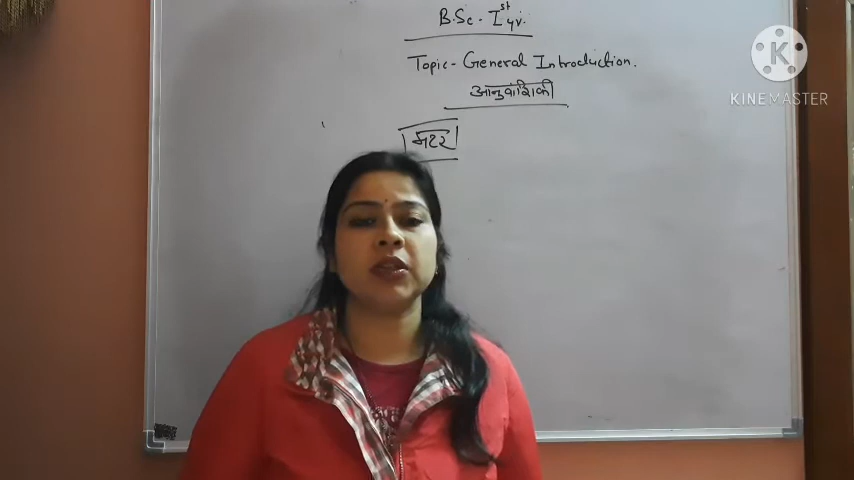 B.Sc. Ist yr.
Topic- General Introduction.
आनुवांशिकी
मटर
KINEMASTER